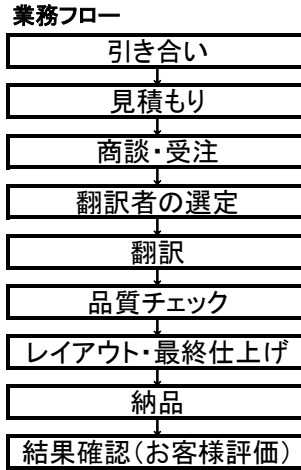 業務フロー
引き合い
見積もり
商談・受注
翻訳者の選定
翻訳
品質チェック
レイアウト・最終仕上げ
納品
結果確認（お客様評価）